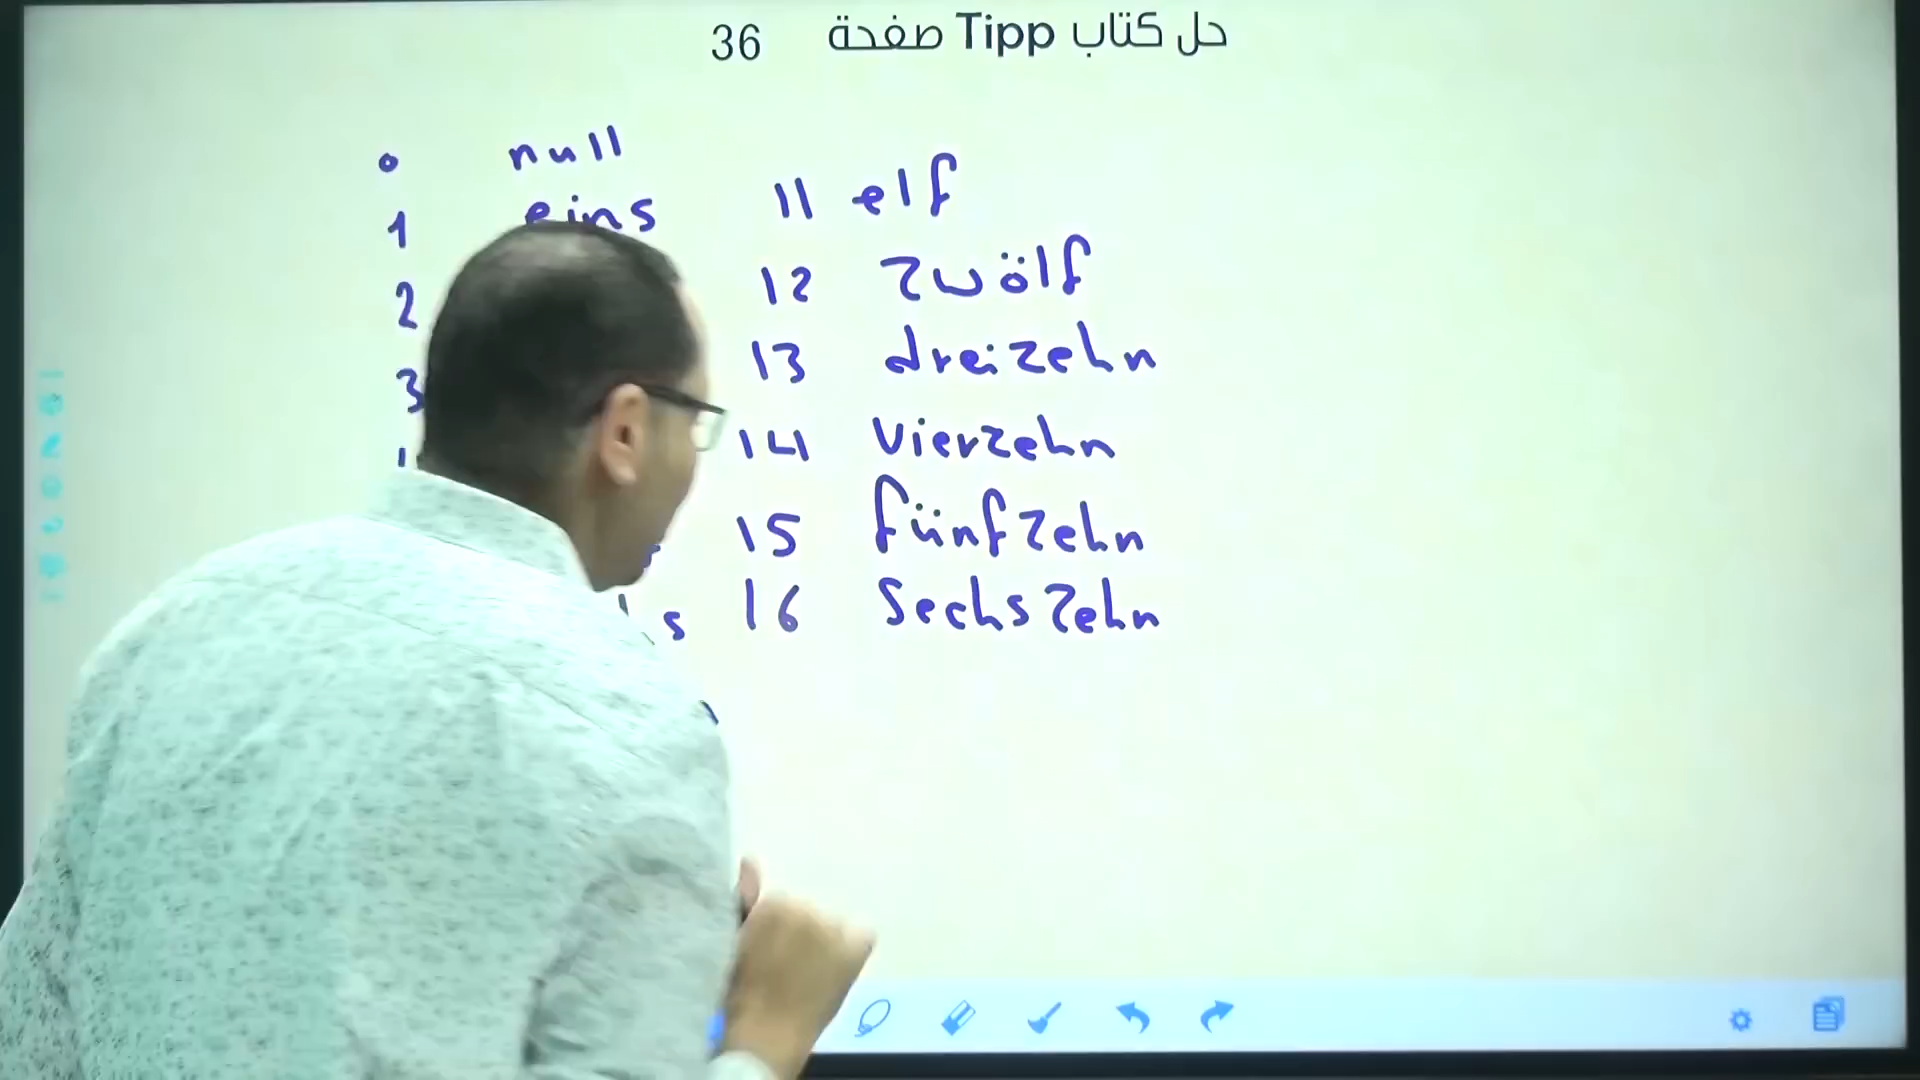 حل كتاب Tipp صفحة 36
0 null
1 eins
2
3
11 elf
12 zwölf
13 dreizehn
14 vierzehn
15 fünfzehn
16 Sechszehn